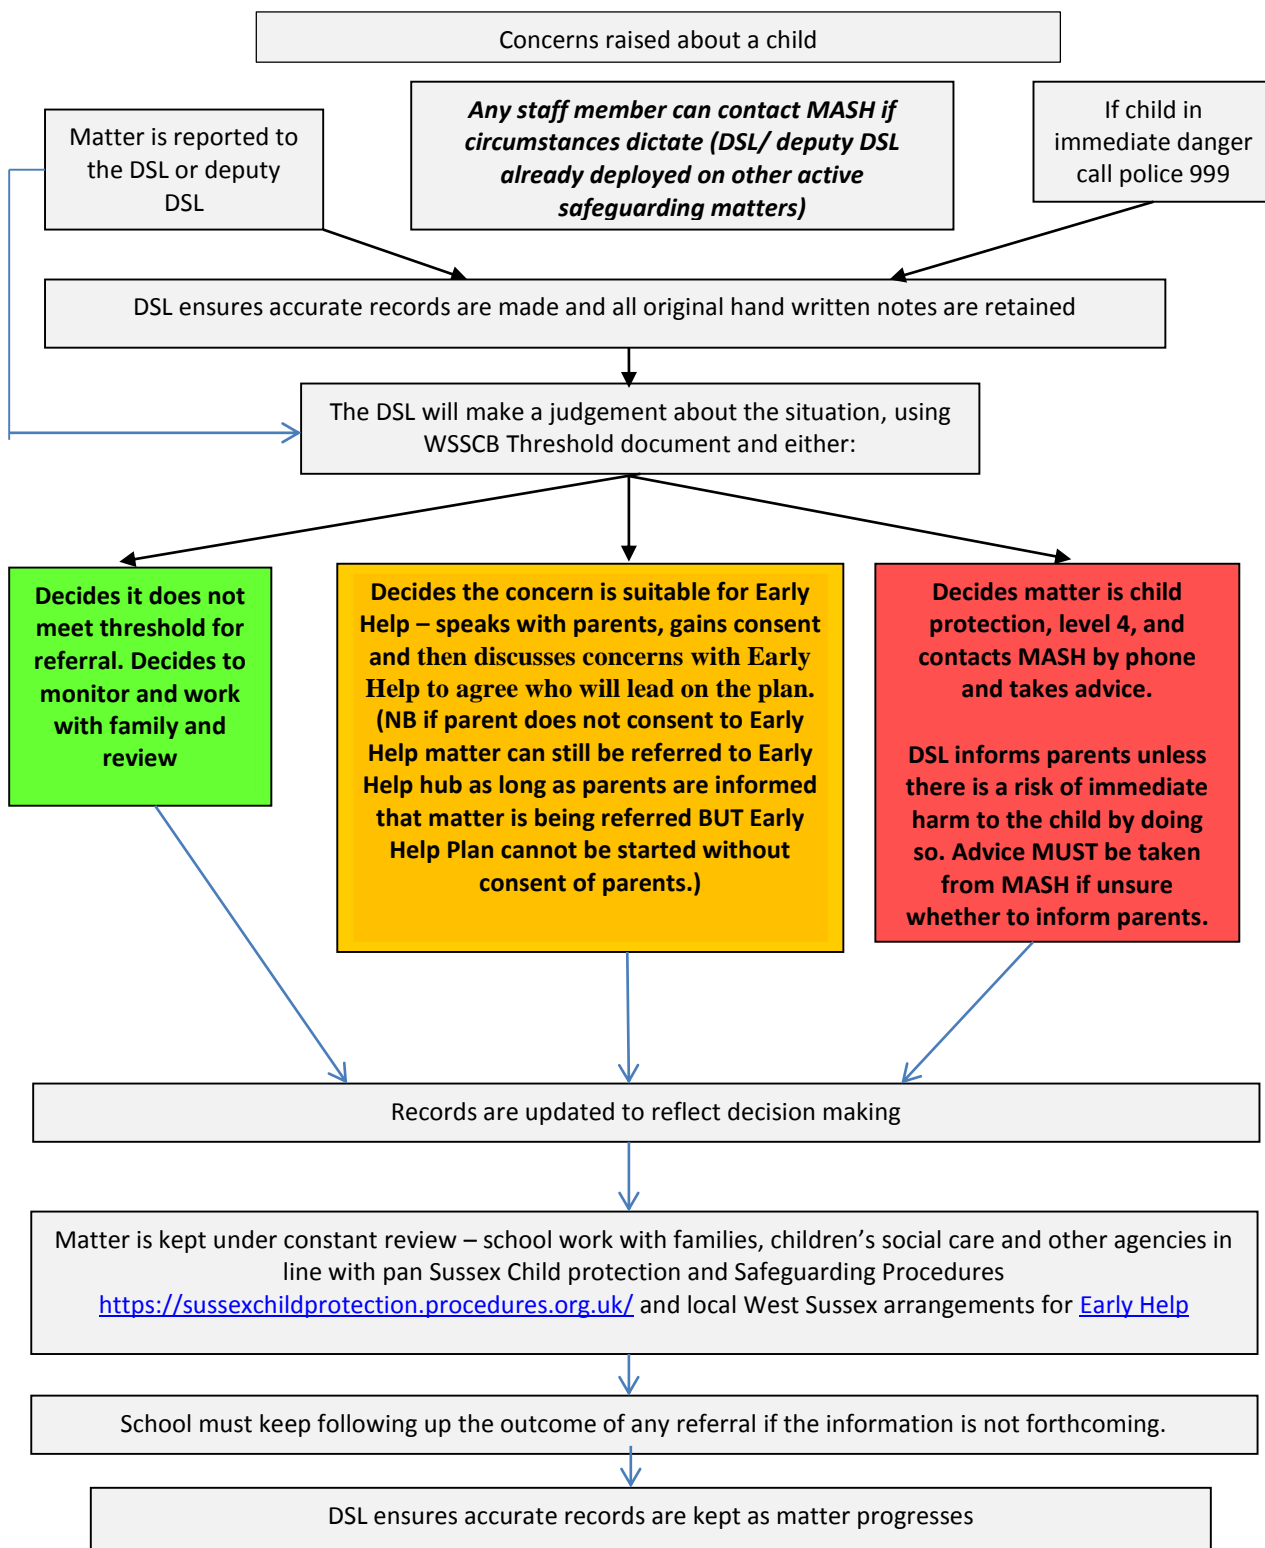 Concerns raised about a child
Matter is reported to
the DSL or deputy
DSL
Any staff member can contact MASH if
circumstances dictate (DSL/ deputy DSL
already deployed on other active
safeguarding matters)
If child in
immediate danger
call police 999
DSL ensures accurate records are made and all original hand written notes are retained
The DSL will make a judgement about the situation, using
WSSCB Threshold document and either:
Decides it does not
meet threshold for
referral. Decides to
monitor and work
with family and
review
Decides the concern is suitable for Early
Help – speaks with parents, gains consent
and then discusses concerns with Early
Help to agree who will lead on the plan.
(NB if parent does not consent to Early
Help matter can still be referred to Early
Help hub as long as parents are informed
that matter is being referred BUT Early
Help Plan cannot be started without
consent of parents.)
Decides matter is child
protection, level 4, and
contacts MASH by phone
and takes advice.
DSL informs parents unless
there is a risk of immediate
harm to the child by doing
so. Advice MUST be taken
from MASH if unsure
whether to inform parents.
Records are updated to reflect decision making
Matter is kept under constant review – school work with families, children’s social care and other agencies in
line with pan Sussex Child protection and Safeguarding Procedures
https://sussexchildprotection.procedures.org.uk/ and local West Sussex arrangements for Early Help
School must keep following up the outcome of any referral if the information is not forthcoming.
DSL ensures accurate records are kept as matter progresses